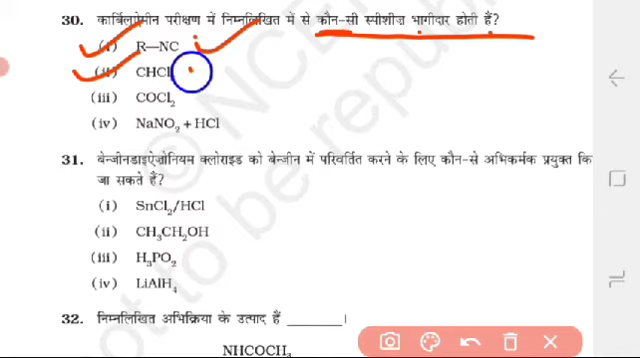 30. कार्बिलऐमीन परीक्षण में निम्नलिखित में से कौन-सी स्पीशीज़ भागीदार होती हैं?
(i) R—NC
(ii) CHCl
(iii) COCl₂
(iv) NaNO₂ + HCl
31. बेन्जीनडाइऐज़ोनियम क्लोराइड को बेन्जीन में परिवर्तित करने के लिए कौन-से अभिकर्मक प्रयुक्त कि
जा सकते हैं?
(i) SnCl₂/HCl
(ii) CH₃CH₂OH
(iii) H₃PO₂
(iv) LiAlH₄
32. निम्नलिखित अभिक्रिया के उत्पाद हैं ________ ।
NHCOCH₃